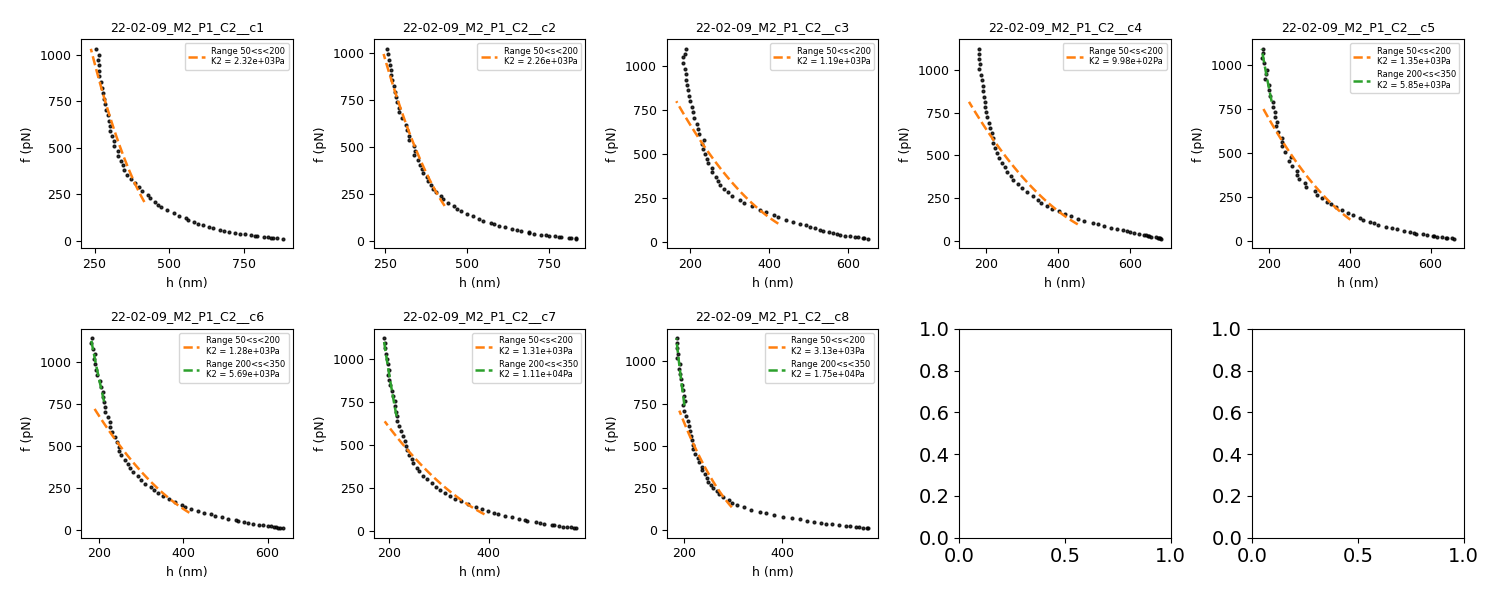 22-02-09_M2_P1_C2__c1
22-02-09_M2_P1_C2__c2
22-02-09_M2_P1_C2__c3
22-02-09_M2_P1_C2__c4
22-02-09_M2_P1_C2__c5
1000
750
500
250
0
250
500
750
f (pN)
h (nm)
Range 50<s<200
K2 = 2.32e+03Pa
1000
750
500
250
0
250
500
750
f (pN)
h (nm)
Range 50<s<200
K2 = 2.26e+03Pa
1000
750
500
250
0
200
400
600
f (pN)
h (nm)
Range 50<s<200
K2 = 1.19e+03Pa
1000
750
500
250
0
200
400
600
f (pN)
h (nm)
Range 50<s<200
K2 = 9.98e+02Pa
1000
750
500
250
0
200
400
600
f (pN)
h (nm)
Range 50<s<200
K2 = 1.35e+03Pa
Range 200<s<350
K2 = 5.85e+03Pa
22-02-09_M2_P1_C2__c6
22-02-09_M2_P1_C2__c7
22-02-09_M2_P1_C2__c8
1000
750
500
250
0
200
400
600
f (pN)
h (nm)
Range 50<s<200
K2 = 1.28e+03Pa
Range 200<s<350
K2 = 5.69e+03Pa
1000
750
500
250
0
200
400
f (pN)
h (nm)
Range 50<s<200
K2 = 1.31e+03Pa
Range 200<s<350
K2 = 1.11e+04Pa
1000
750
500
250
0
200
400
f (pN)
h (nm)
Range 50<s<200
K2 = 3.13e+03Pa
Range 200<s<350
K2 = 1.75e+04Pa
1.0
0.8
0.6
0.4
0.2
0.0
0.0
0.5
1.0
1.0
0.8
0.6
0.4
0.2
0.0
0.0
0.5
1.0